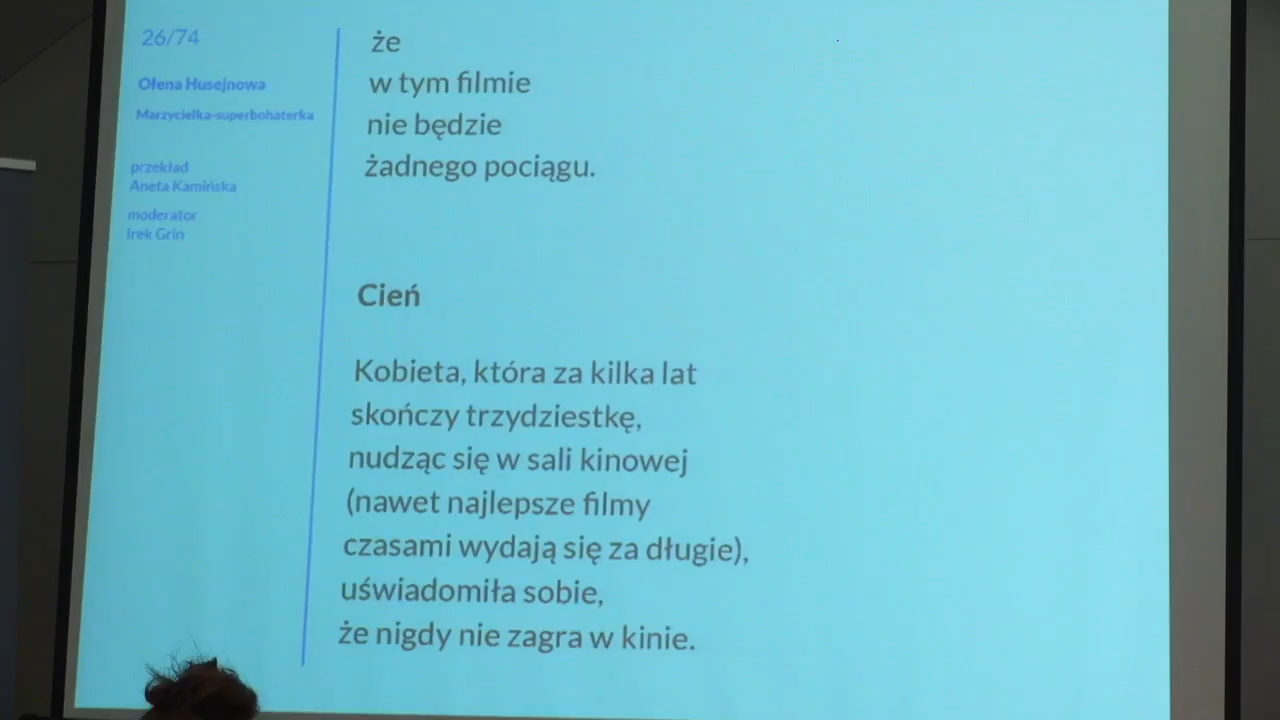 26/74
Ołena Husejnowa
Marzycielka-superbohaterka
przekład
Aneta Kamińska
moderator
Irek Grin
że
w tym filmie
nie będzie
żadnego pociągu.
Cień
Kobieta, która za kilka lat
skończy trzydziestkę,
nudząc się w sali kinowej
(nawet najlepsze filmy
czasami wydają się za długie),
uświadomiła sobie,
że nigdy nie zagra w kinie.